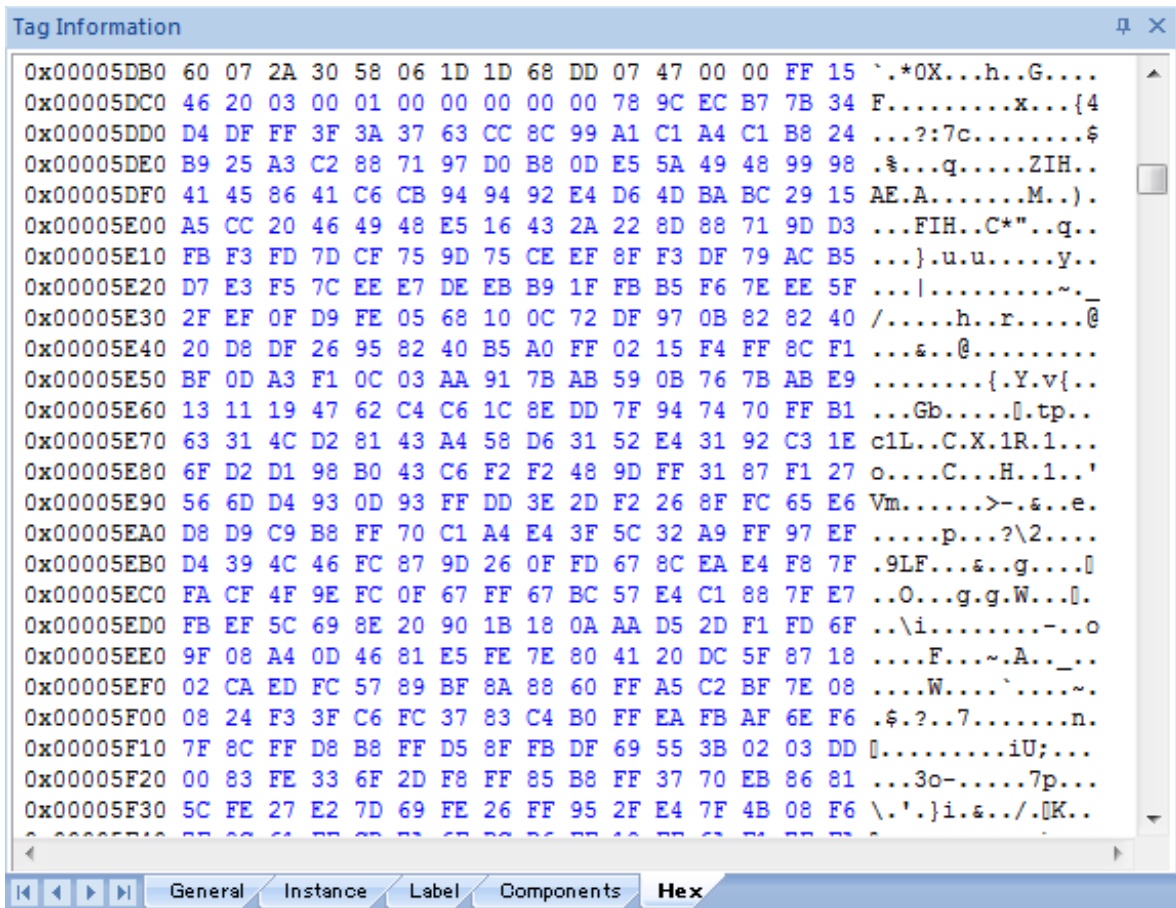 Tag Information
0x00005DB0 60 07 2A 30 58 06 1D 1D 68 DD 07 47 00 00 FF 15 `.*0X...h..G....
0x00005DC0 46 20 03 00 01 00 00 00 00 00 78 9C EC B7 7B 34 F.........x...{4
0x00005DD0 D4 DF FF 3F 3A 37 63 CC 8C 99 A1 C1 A4 C1 B8 24 ...?:7c........$
0x00005DE0 B9 25 A3 C2 88 71 97 D0 B8 0D E5 5A 49 48 99 98 .%...q.....ZIH..
0x00005DF0 41 45 86 41 C6 CB 94 94 92 E4 D6 4D BA BC 29 15 AE.A.......M..).
0x00005E00 A5 CC 20 46 49 48 E5 16 43 2A 22 8D 88 71 9D D3 ...FIH..C*"..q..
0x00005E10 FB F3 FD 7D CF 75 9D 75 CE EF 8F F3 DF 79 AC B5 ...}.u.u.....y..
0x00005E20 D7 E3 F5 7C EE E7 DE EB B9 1F FB B5 F6 7E EE 5F ...|.........~._
0x00005E30 2F EF 0F D9 FE 05 68 10 0C 72 DF 97 0B 82 82 40 /.....h..r.....@
0x00005E40 20 D8 DF 26 95 82 40 B5 A0 FF 02 15 F4 FF 8C F1 ...&..@.........
0x00005E50 BF 0D A3 F1 0C 03 AA 91 7B AB 59 0B 76 7B AB E9 ........{.Y.v{..
0x00005E60 13 11 19 47 62 C4 C6 1C 8E DD 7F 94 74 70 FF B1 ...Gb.....▯.tp..
0x00005E70 63 31 4C D2 81 43 A4 58 D6 31 52 E4 31 92 C3 1E c1L..C.X.1R.1...
0x00005E80 6F D2 D1 98 B0 43 C6 F2 F2 48 9D FF 31 87 F1 27 o....C...H..1..'
0x00005E90 56 6D D4 93 0D 93 FF DD 3E 2D F2 26 8F FC 65 E6 Vm......>-.&..e.
0x00005EA0 D8 D9 C9 B8 FF 70 C1 A4 E4 3F 5C 32 A9 FF 97 EF .....p...?\2....
0x00005EB0 D4 39 4C 46 FC 87 9D 26 0F FD 67 8C EA E4 F8 7F .9LF...&..g....▯
0x00005EC0 FA CF 4F 9E FC 0F 67 FF 67 BC 57 E4 C1 88 7F E7 ..O...g.g.W...▯.
0x00005ED0 FB EF 5C 69 8E 20 90 1B 18 0A AA D5 2D F1 FD 6F ..\i........-..o
0x00005EE0 9F 08 A4 0D 46 81 E5 FE 7E 80 41 20 DC 5F 87 18 ....F...~.A.._..
0x00005EF0 02 CA ED FC 57 89 BF 8A 88 60 FF A5 C2 BF 7E 08 ....W....`....~.
0x00005F00 08 24 F3 3F C6 FC 37 83 C4 B0 FF EA FB AF 6E F6 .$.?..7.......n.
0x00005F10 7F 8C FF D8 B8 FF D5 8F FB DF 69 55 3B 02 03 DD ▯.........iU;...
0x00005F20 00 83 FE 33 6F 2D F8 FF 85 B8 FF 37 70 EB 86 81 ...3o-.....7p...
0x00005F30 5C FE 27 E2 7D 69 FE 26 FF 95 2F E4 7F 4B 08 F6 \.'.}i.&../.▯K..
General Instance Label Components Hex